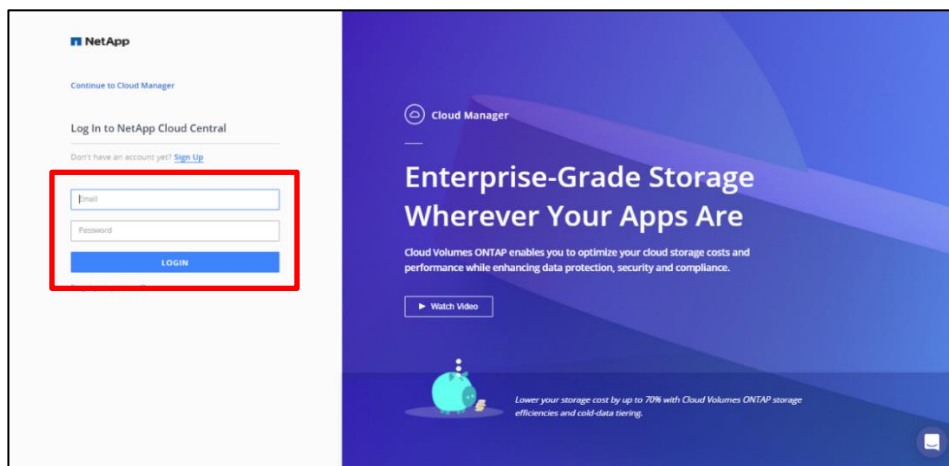 NetApp
Continue to Cloud Manager
Log In to NetApp Cloud Central
Don't have an account yet? Sign Up
Email
Password
LOGIN
Cloud Manager
Enterprise-Grade Storage
Wherever Your Apps Are
Cloud Volumes ONTAP enables you to optimize your cloud storage costs and
performance while enhancing data protection, security and compliance.
Watch Video
Lower your storage cost by up to 70% with Cloud Volumes ONTAP storage
efficiencies and cold-data tiering.